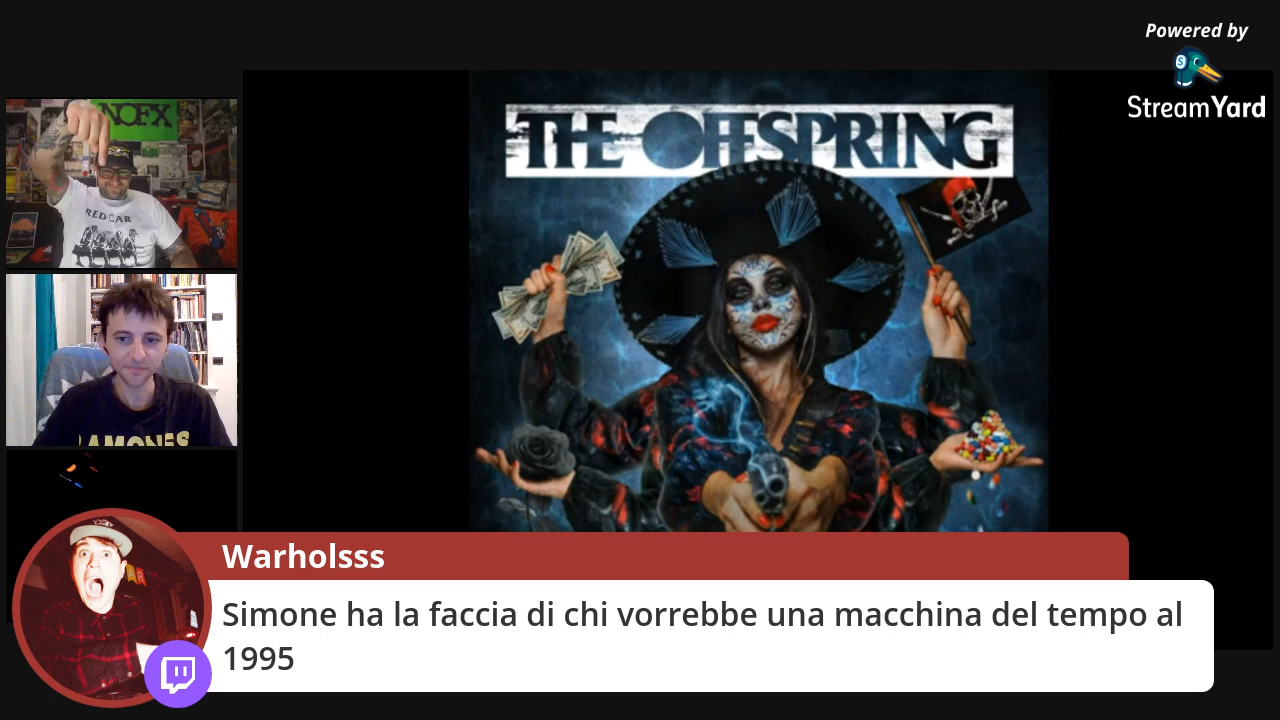 Powered by
StreamYard
NOFX
RED CAR
THE OFFSPRING
RAMONES
Warholsss
Simone ha la faccia di chi vorrebbe una macchina del tempo al
1995